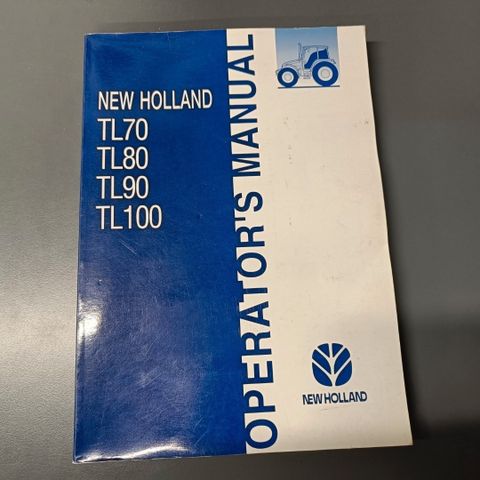 NEW HOLLAND
TL70
TL80
TL90
TL100
OPERATOR'S MANUAL
NEW HOLLAND